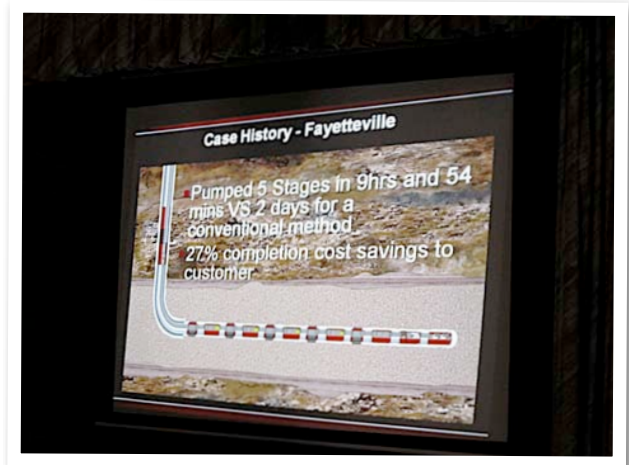 Case History - Fayetteville
Pumped 5 Stages in 9hrs and 54
mins VS 2 days for a
conventional method
27% completion cost savings to
customer